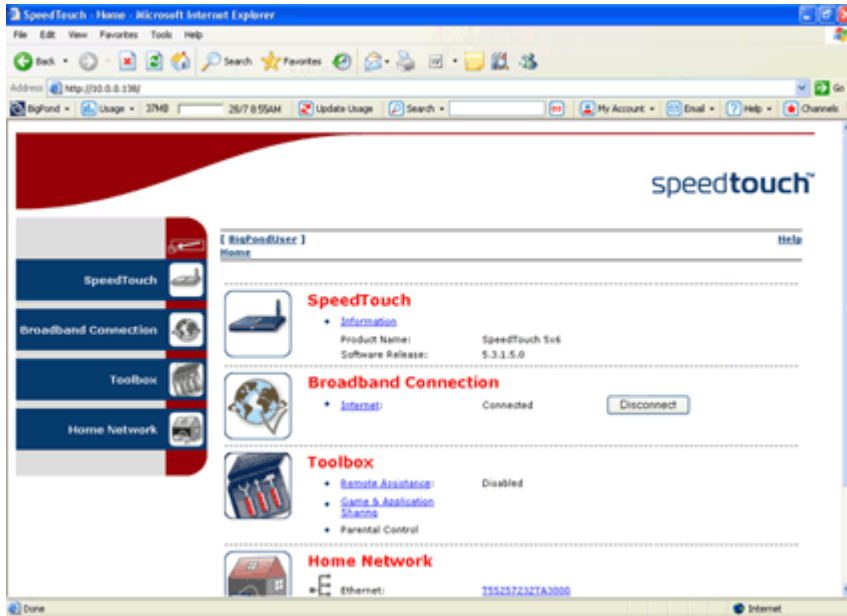 SpeedTouch - Home - Microsoft Internet Explorer
File Edit View Favorites Tools Help
Back Search Favorites
Address http://10.0.0.138/ Go
BigPond Usage 37MB 28/7 8:55AM Update Usage Search My Account Email Help Channels
speedtouch™
[ BigPondUser ] Help
Home
SpeedTouch
Broadband Connection
Toolbox
Home Network
SpeedTouch
Information
Product Name: SpeedTouch 5x6
Software Release: 5.3.1.5.0
Broadband Connection
Internet: Connected Disconnect
Toolbox
Remote Assistance: Disabled
Game & Application
Sharing
Parental Control
Home Network
Ethernet:
Done Internet